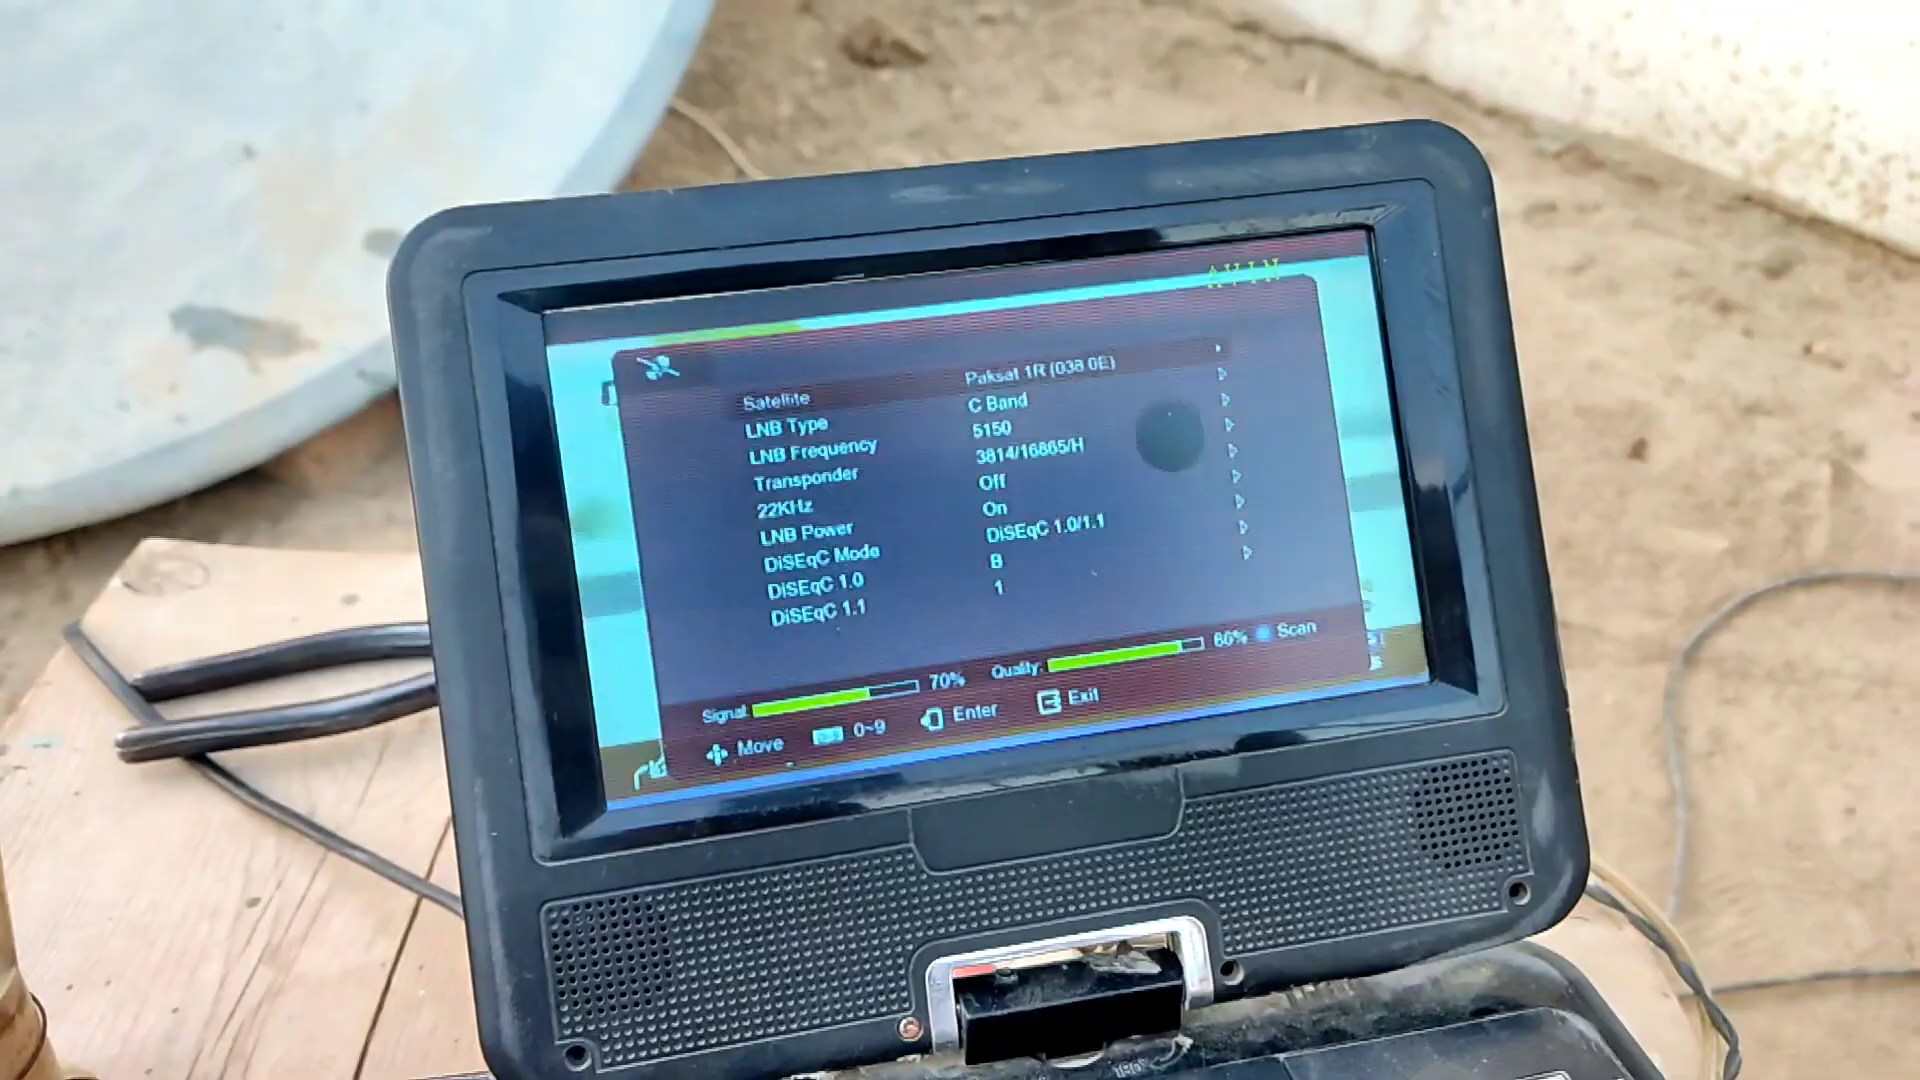 AVIN
Satellite Paksat 1R (038.0E)
LNB Type C Band
LNB Frequency 5150
Transponder 3814/16865/H
22KHz Off
LNB Power On
DiSEqC Mode DiSEqC 1.0/1.1
DiSEqC 1.0 B
DiSEqC 1.1 1
Signal: 70% Quality: 86% Scan
Move 0~9 Enter Exit